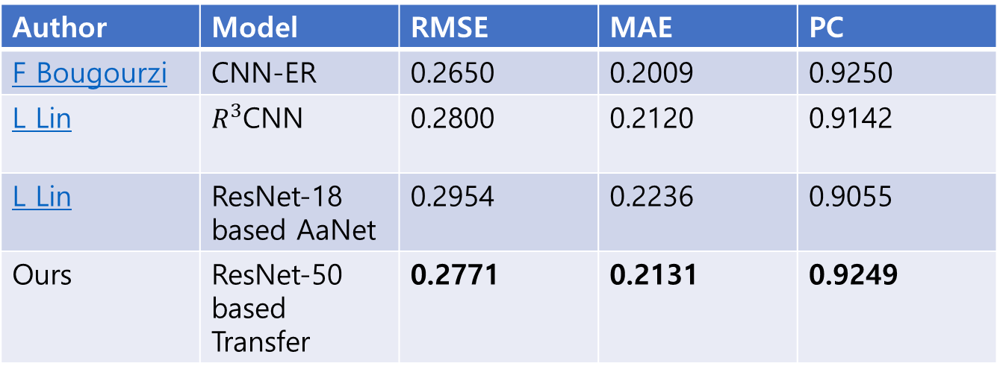 Author Model RMSE MAE PC
F Bougourzi CNN-ER 0.2650 0.2009 0.9250
L Lin R³CNN 0.2800 0.2120 0.9142
L Lin ResNet-18 0.2954 0.2236 0.9055
based AaNet
Ours ResNet-50 0.2771 0.2131 0.9249
based
Transfer